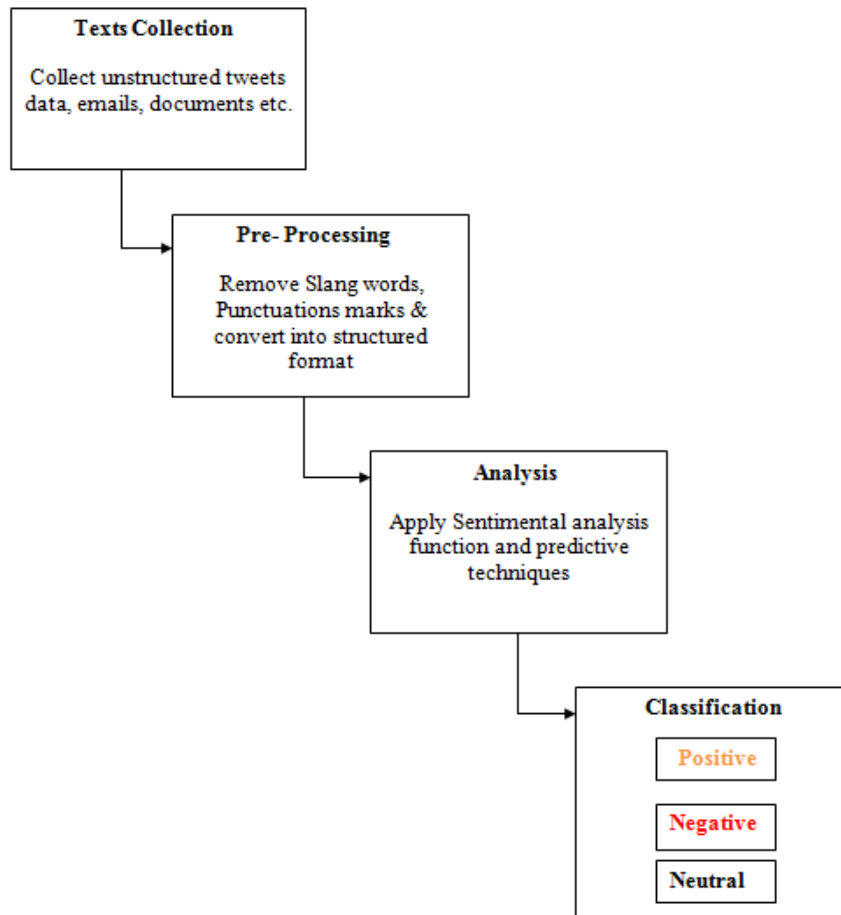 Texts Collection
Collect unstructured tweets
data, emails, documents etc.
Pre- Processing
Remove Slang words,
Punctuations marks &
convert into structured
format
Analysis
Apply Sentimental analysis
function and predictive
techniques
Classification
Positive
Negative
Neutral